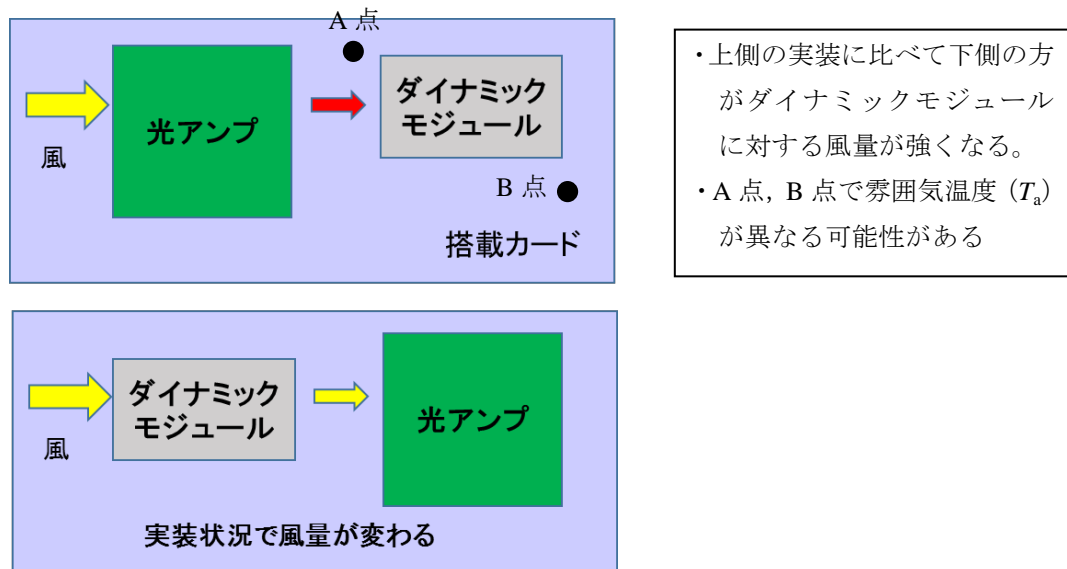 A 点
風
光アンプ
ダイナミック
モジュール
B 点
搭載カード
・上側の実装に比べて下側の方
がダイナミックモジュール
に対する風量が強くなる。
・A 点, B 点で雰囲気温度（Ta）
が異なる可能性がある
風
ダイナミック
モジュール
光アンプ
実装状況で風量が変わる